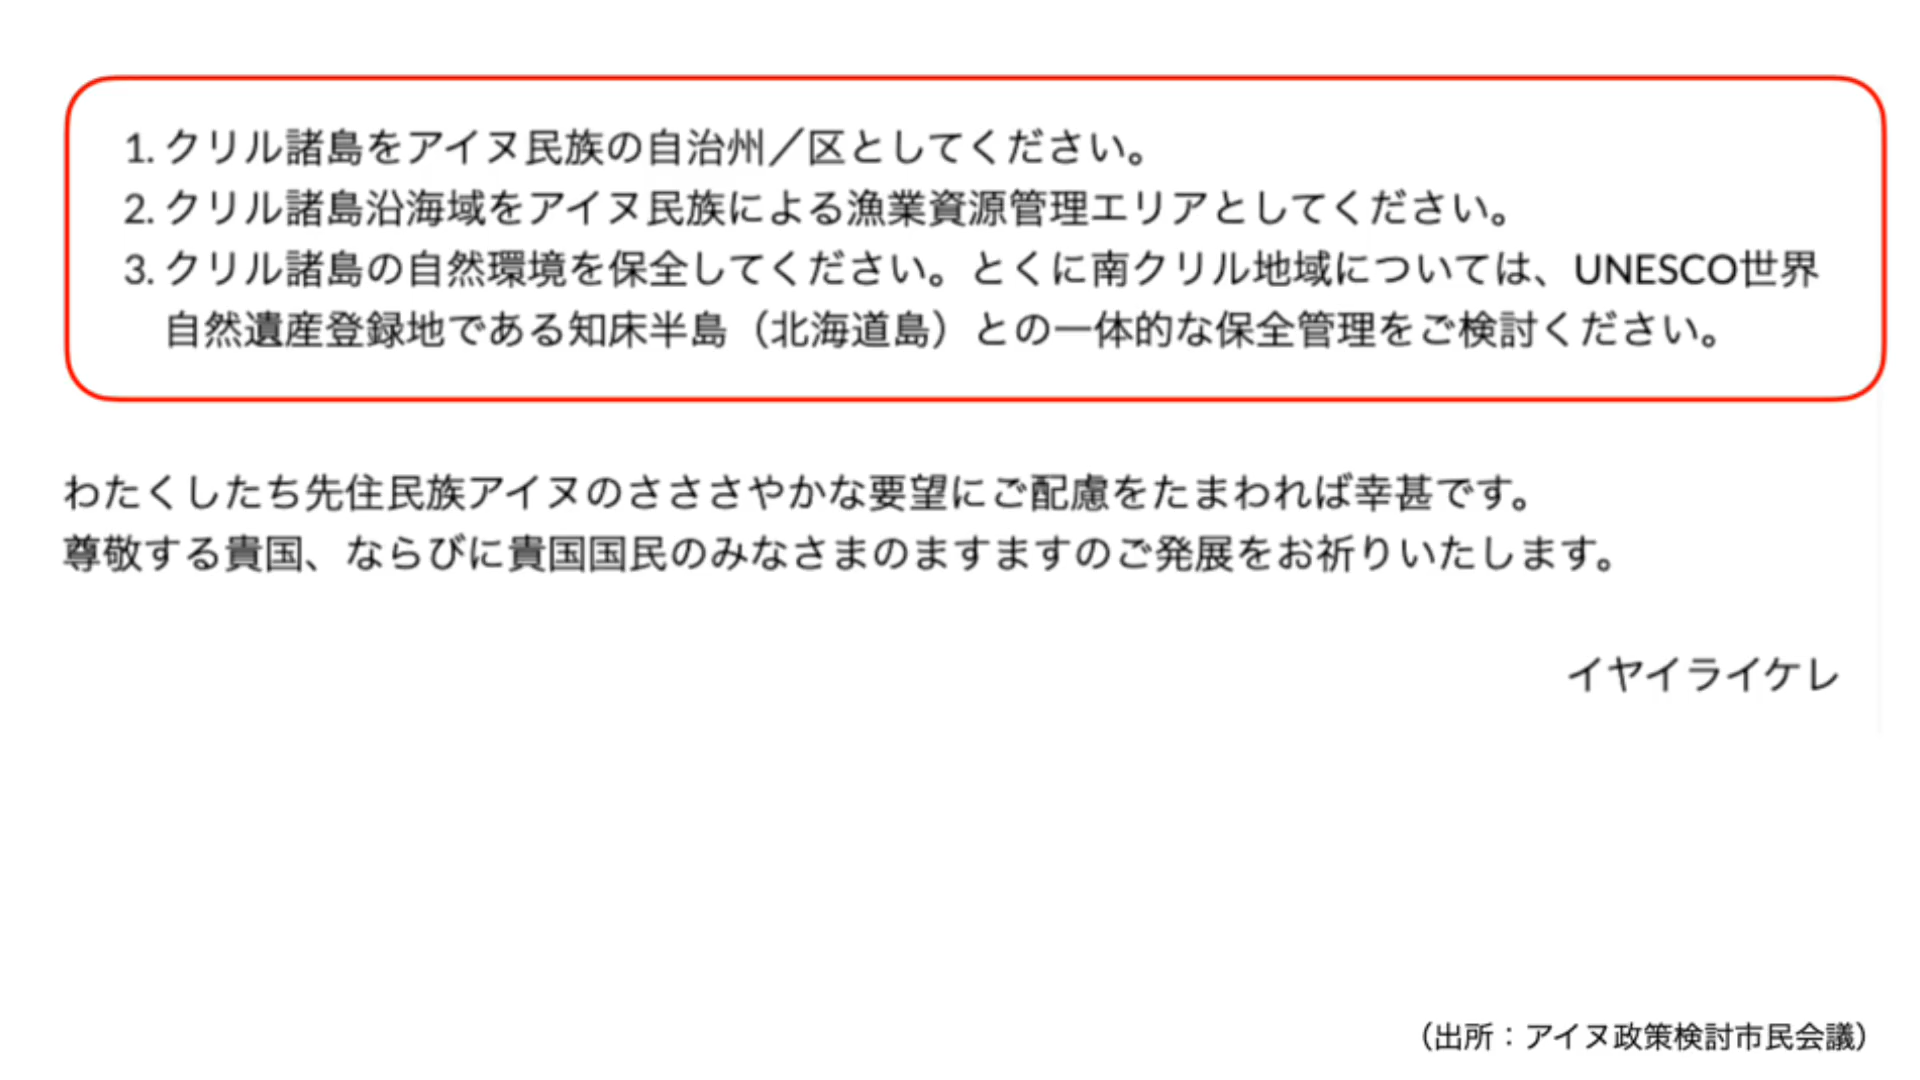 1. クリル諸島をアイヌ民族の自治州／区としてください。
2. クリル諸島沿海域をアイヌ民族による漁業資源管理エリアとしてください。
3. クリル諸島の自然環境を保全してください。とくに南クリル地域については、UNESCO世界
自然遺産登録地である知床半島（北海道島）との一体的な保全管理をご検討ください。
わたくしたち先住民族アイヌのさささやかな要望にご配慮をたまわれば幸甚です。
尊敬する貴国、ならびに貴国国民のみなさまのますますのご発展をお祈りいたします。
イヤイライケレ
（出所：アイヌ政策検討市民会議）